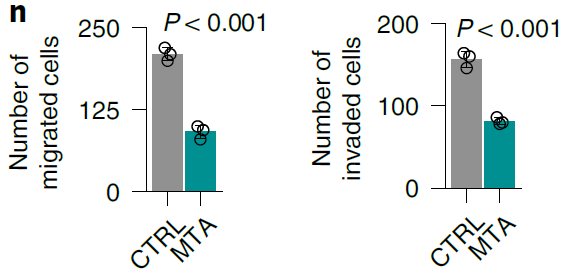 n
Number of
migrated cells
250
125
0
P < 0.001
CTRL
MTA
Number of
invaded cells
200
100
0
P < 0.001
CTRL
MTA